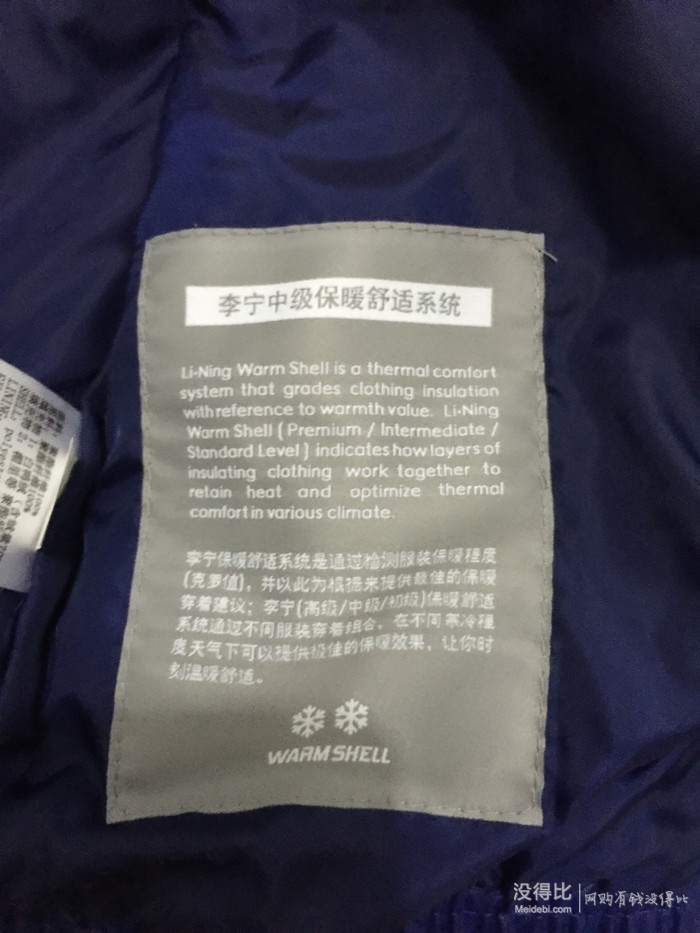 李宁中级保暖舒适系统
Li-Ning Warm Shell is a thermal comfort
system that grades clothing insulation
with reference to warmth value. Li-Ning
Warm Shell (Premium / Intermediate /
Standard Level) indicates how layers of
insulating clothing work together to
retain heat and optimize thermal
comfort in various climate.
李宁保暖舒适系统是通过检测服装保暖程度
(克罗值)，并以此为根据来提供最佳的保暖
穿着建议；李宁(高级/中级/初级)保暖舒适
系统通过不同服装穿着组合，在不同寒冷程
度天气下可以提供极佳的保暖效果，让你时
刻温暖舒适。
WARM SHELL
没得比
Meidebi.com
网购有钱没得比